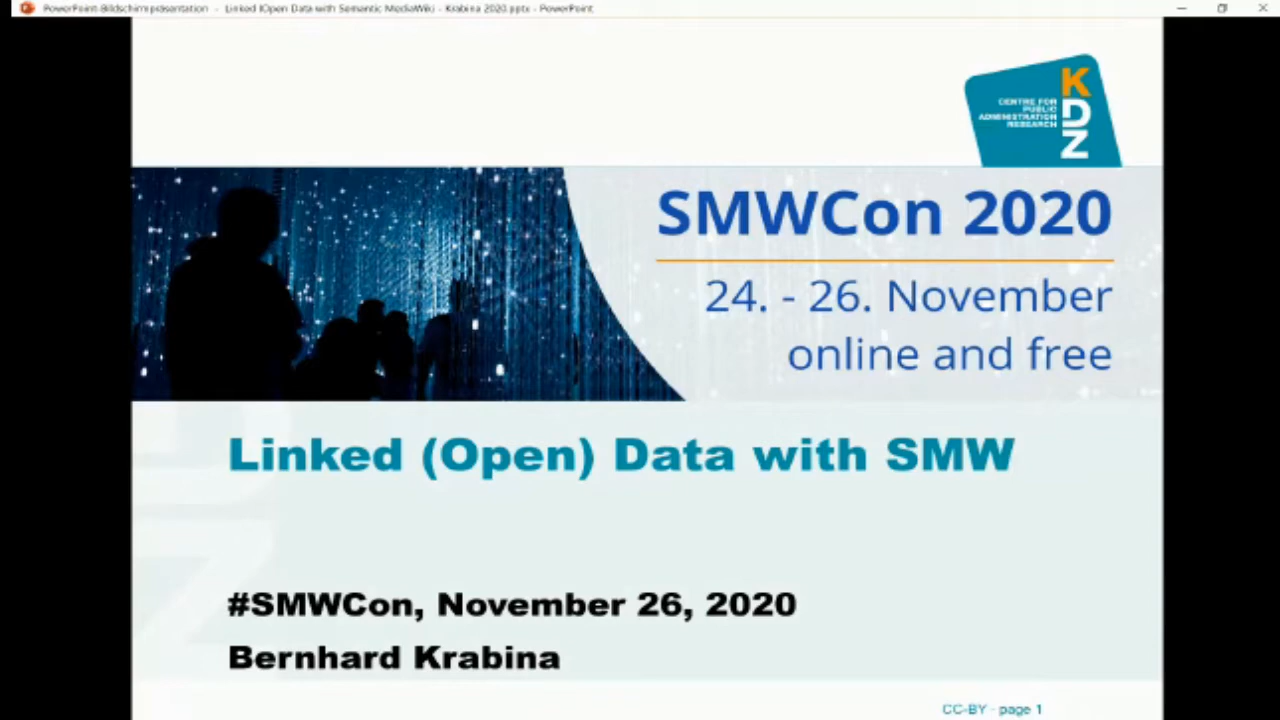 PowerPoint-Bildschirmpräsentation - Linked (Open Data with Semantic MediaWiki - Krabina 2020.pptx - PowerPoint
KDZ
CENTRE FOR
PUBLIC
ADMINISTRATION
RESEARCH
SMWCon 2020
24. - 26. November
online and free
Linked (Open) Data with SMW
#SMWCon, November 26, 2020
Bernhard Krabina
CC-BY - page 1